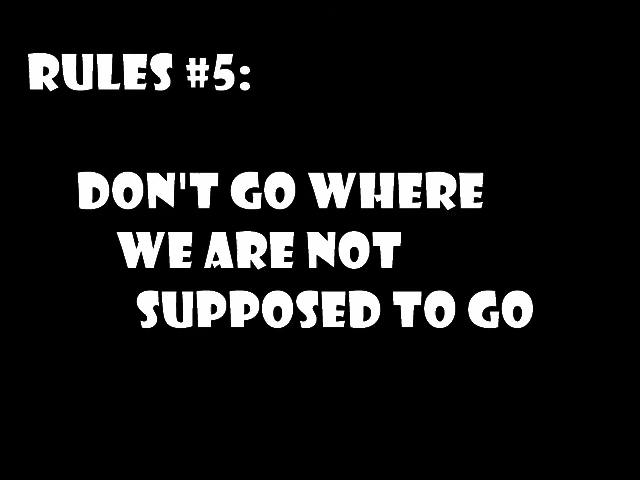 RULES #5:
DON'T GO WHERE
WE ARE NOT
SUPPOSED TO GO